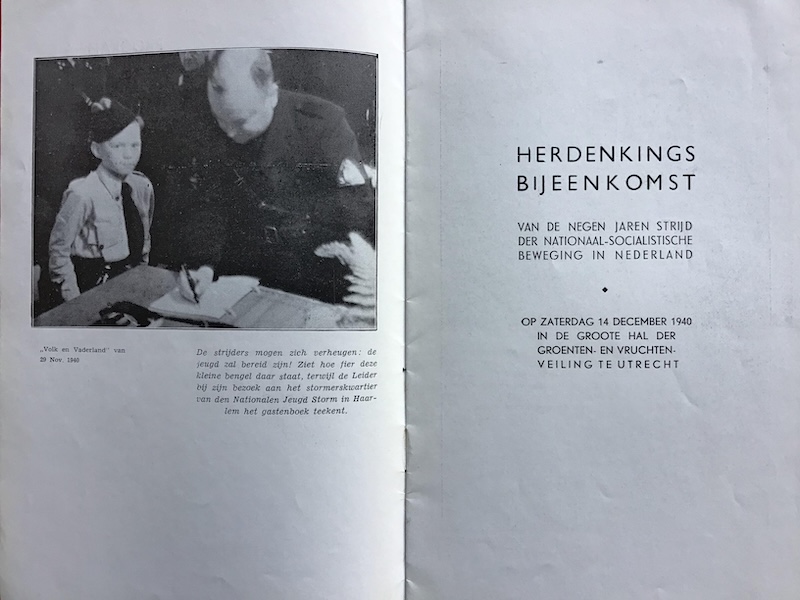 „Volk en Vaderland" van
29 Nov. 1940
De strijders mogen zich verheugen: de
jeugd zal bereid zijn! Ziet hoe fier deze
kleine bengel daar staat, terwijl de Leider
bij zijn bezoek aan het stormerskwartier
van den Nationalen Jeugd Storm in Haar-
lem het gastenboek teekent.
HERDENKINGS
BIJEENKOMST
VAN DE NEGEN JAREN STRIJD
DER NATIONAAL-SOCIALISTISCHE
BEWEGING IN NEDERLAND
OP ZATERDAG 14 DECEMBER 1940
IN DE GROOTE HAL DER
GROENTEN- EN VRUCHTEN-
VEILING TE UTRECHT